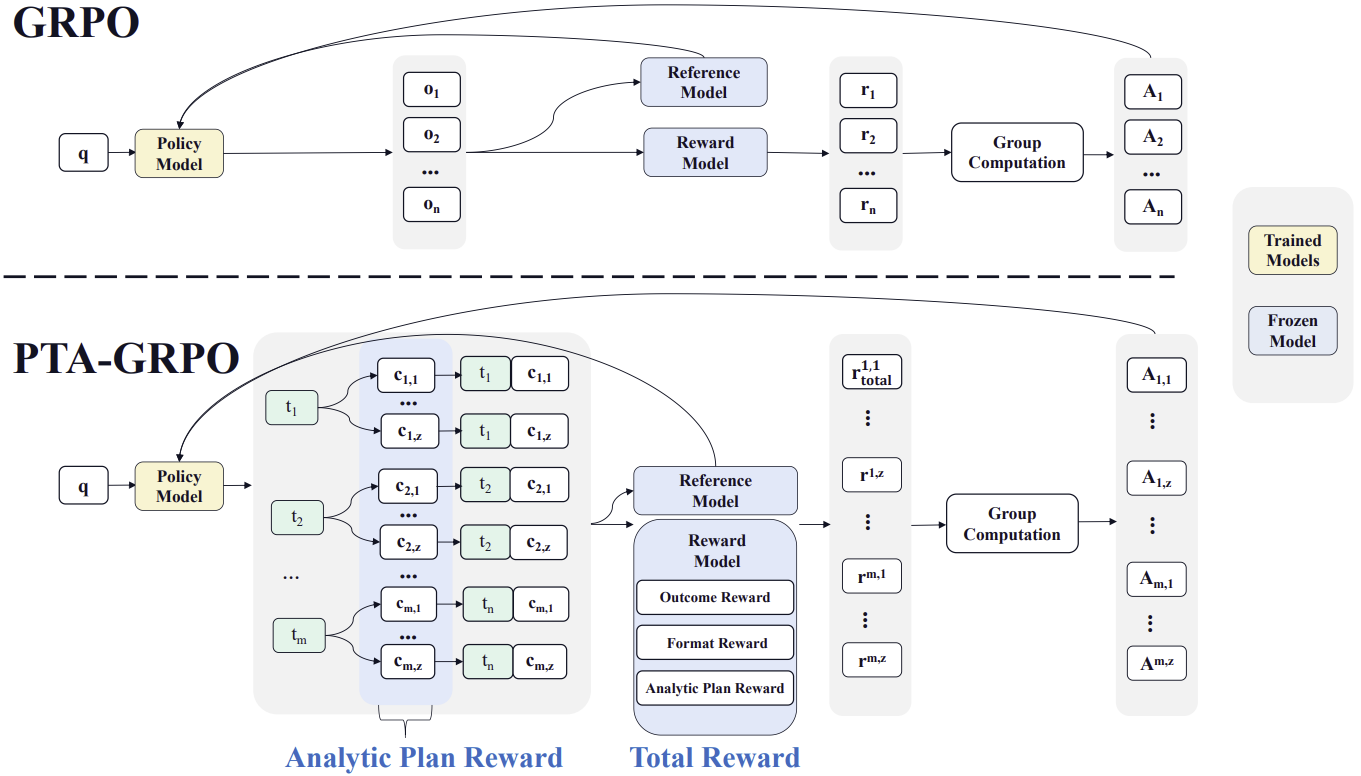 GRPO
q
Policy
Model
o1
o2
...
on
Reference
Model
Reward
Model
r1
r2
...
rn
Group
Computation
A1
A2
...
An
Trained
Models
Frozen
Model
PTA-GRPO
q
Policy
Model
t1
t2
...
tm
c1,1
...
c1,z
c2,1
...
c2,z
...
cm,1
...
cm,z
t1 c1,1
t1 c1,z
t2 c2,1
t2 c2,z
tn cm,1
tn cm,z
Reference
Model
Reward
Model
Outcome Reward
Format Reward
Analytic Plan Reward
r1,1
total
⋮
r1,z
⋮
rm,1
⋮
rm,z
Group
Computation
A1,1
⋮
A1,z
⋮
Am,1
⋮
Am,z
Analytic Plan Reward
Total Reward